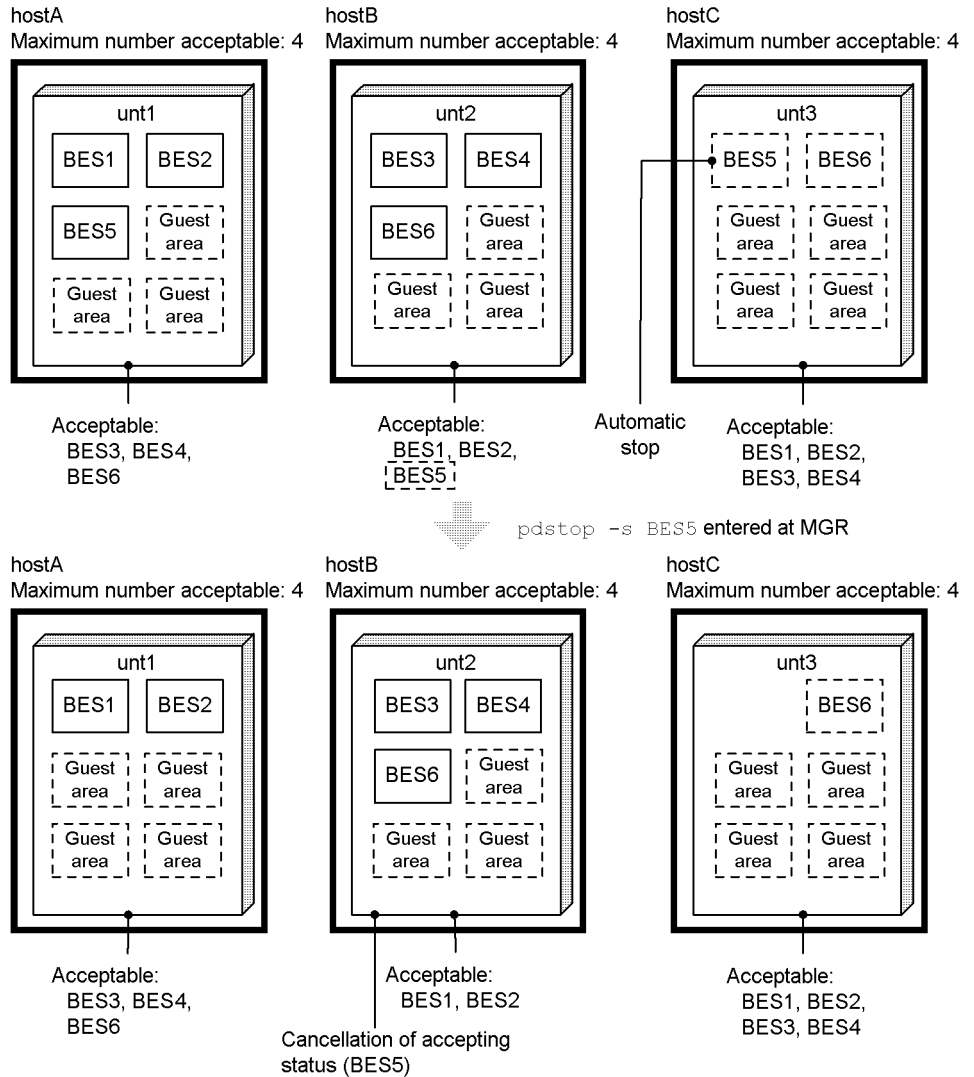 hostA
Maximum number acceptable: 4
unt1
BES1
BES2
BES5
Guest
area
Guest
area
Guest
area
Acceptable:
BES3, BES4,
BES6
hostB
Maximum number acceptable: 4
unt2
BES3
BES4
BES6
Guest
area
Guest
area
Guest
area
Acceptable:
BES1, BES2,
BES5
hostC
Maximum number acceptable: 4
unt3
BES5
BES6
Guest
area
Guest
area
Guest
area
Guest
area
Automatic
stop
Acceptable:
BES1, BES2,
BES3, BES4
pdstop -s BES5 entered at MGR
hostA
Maximum number acceptable: 4
unt1
BES1
BES2
Guest
area
Guest
area
Guest
area
Guest
area
Acceptable:
BES3, BES4,
BES6
hostB
Maximum number acceptable: 4
unt2
BES3
BES4
BES6
Guest
area
Guest
area
Guest
area
Acceptable:
BES1, BES2
Cancellation of accepting
status (BES5)
hostC
Maximum number acceptable: 4
unt3
BES6
Guest
area
Guest
area
Guest
area
Guest
area
Acceptable:
BES1, BES2,
BES3, BES4